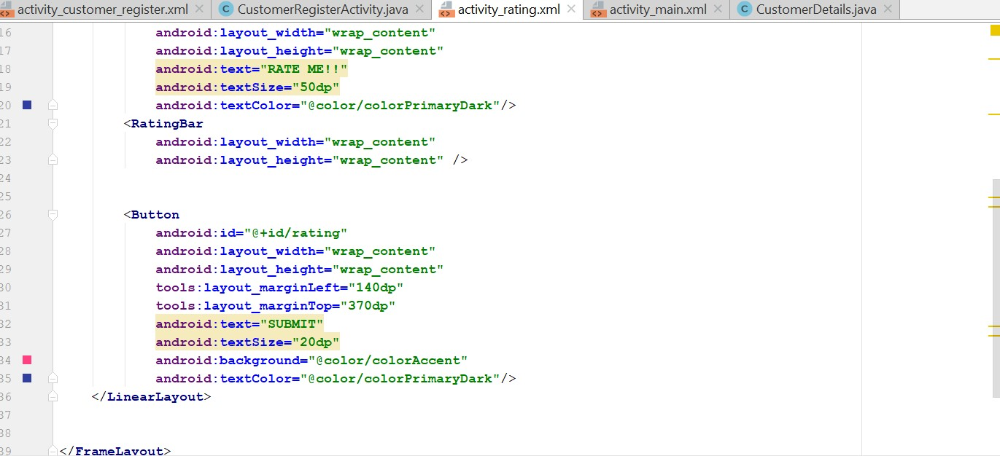 activity_customer_register.xml × C CustomerRegisterActivity.java × activity_rating.xml × activity_main.xml × C CustomerDetails.java ×
16 android:layout_width="wrap_content"
17 android:layout_height="wrap_content"
18 android:text="RATE ME!!"
19 android:textSize="50dp"
20 android:textColor="@color/colorPrimaryDark"/>
21 <RatingBar
22 android:layout_width="wrap_content"
23 android:layout_height="wrap_content" />
24
25
26 <Button
27 android:id="@+id/rating"
28 android:layout_width="wrap_content"
29 android:layout_height="wrap_content"
30 tools:layout_marginLeft="140dp"
31 tools:layout_marginTop="370dp"
32 android:text="SUBMIT"
33 android:textSize="20dp"
34 android:background="@color/colorAccent"
35 android:textColor="@color/colorPrimaryDark"/>
36 </LinearLayout>
37
38
39 </FrameLayout>